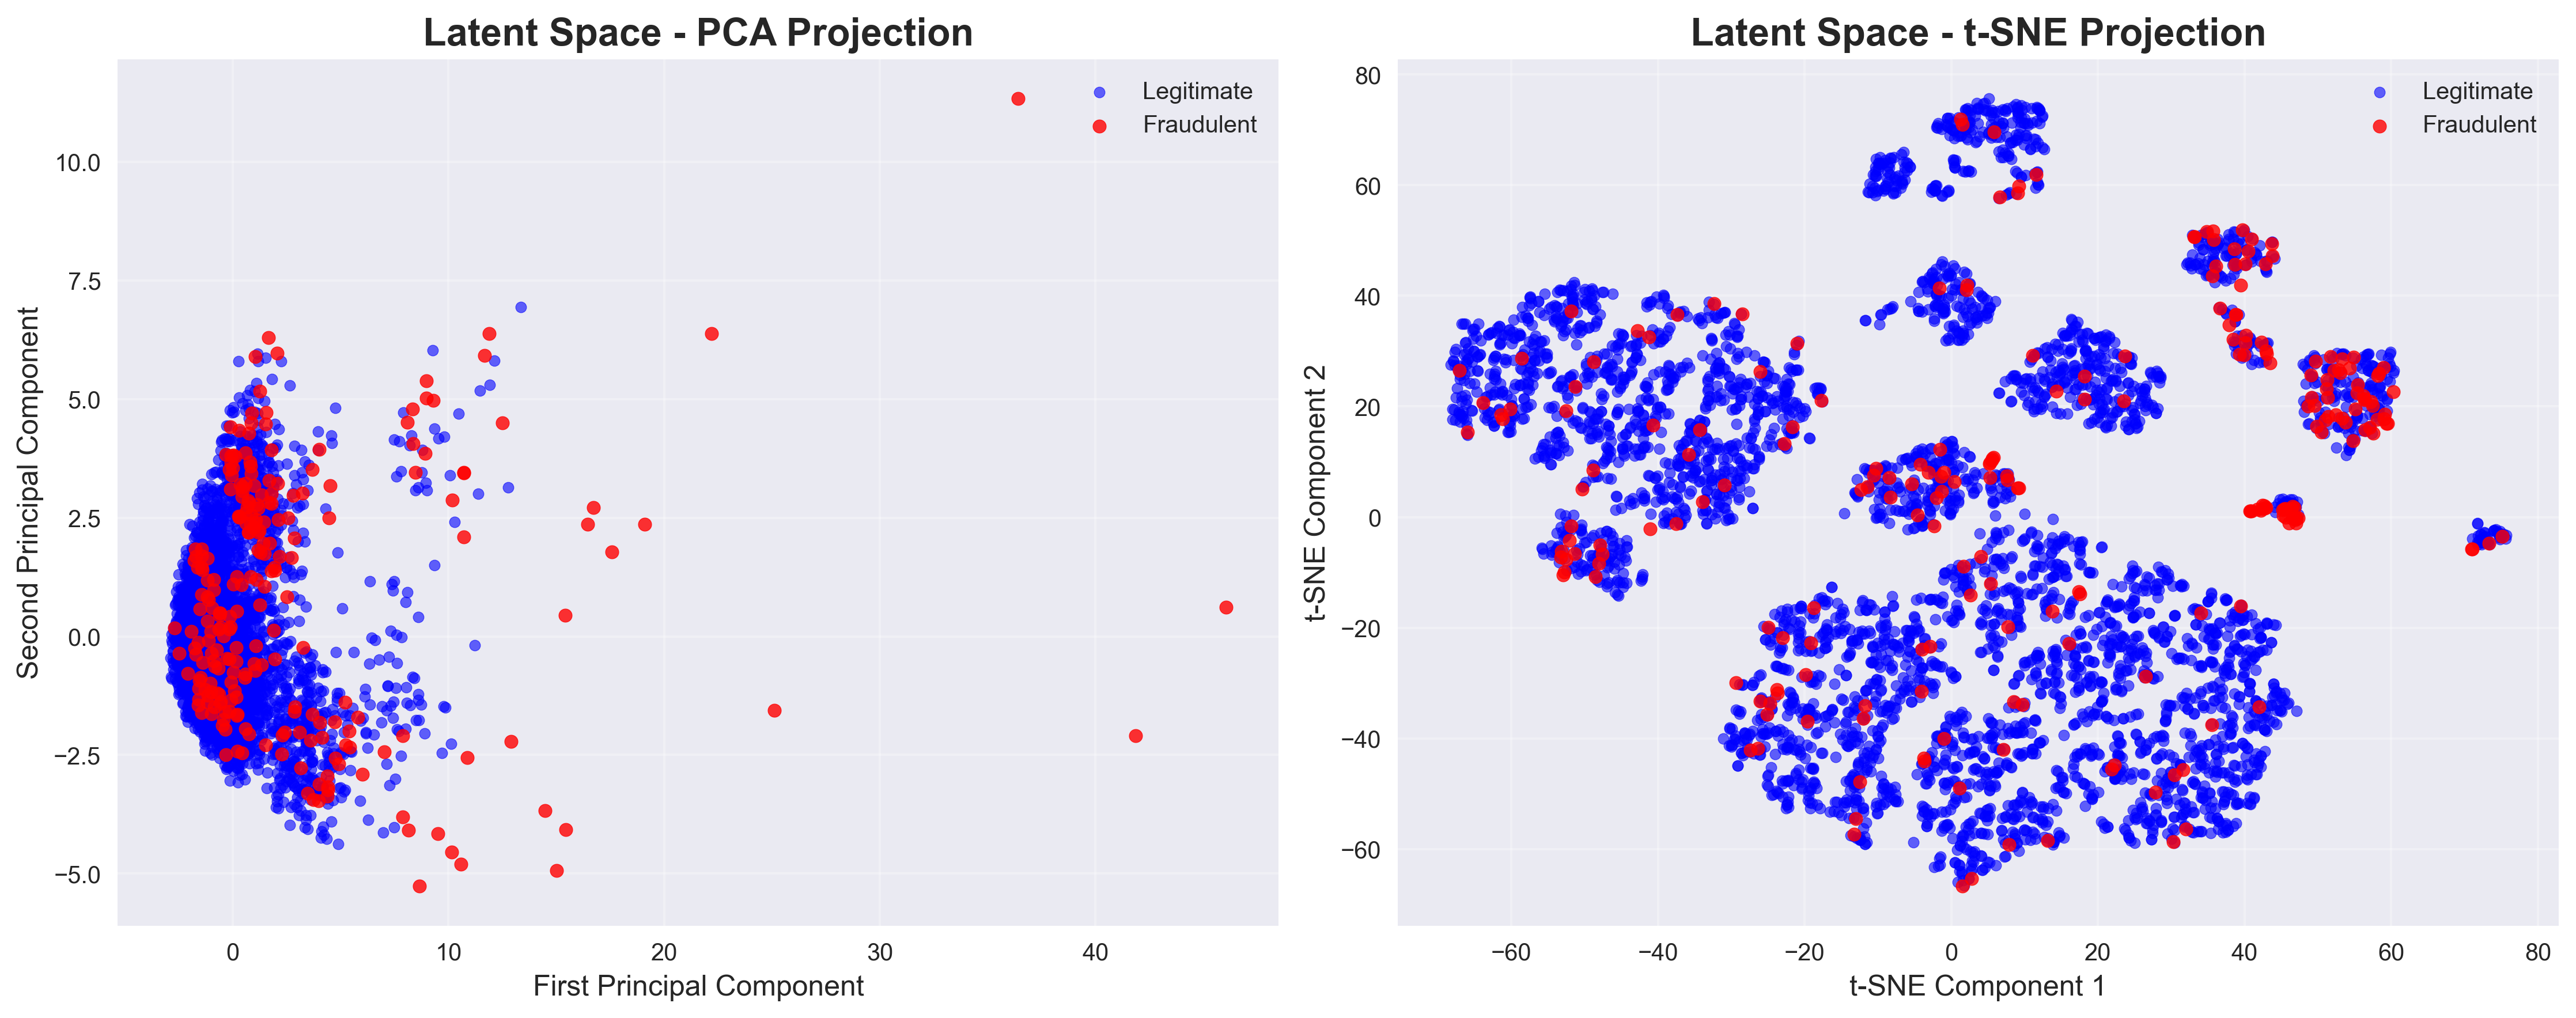 Latent Space - PCA Projection
Legitimate
Fraudulent
10.0
7.5
5.0
2.5
0.0
−2.5
−5.0
Second Principal Component
0
10
20
30
40
First Principal Component
Latent Space - t-SNE Projection
Legitimate
Fraudulent
80
60
40
20
0
−20
−40
−60
t-SNE Component 2
−60
−40
−20
0
20
40
60
80
t-SNE Component 1